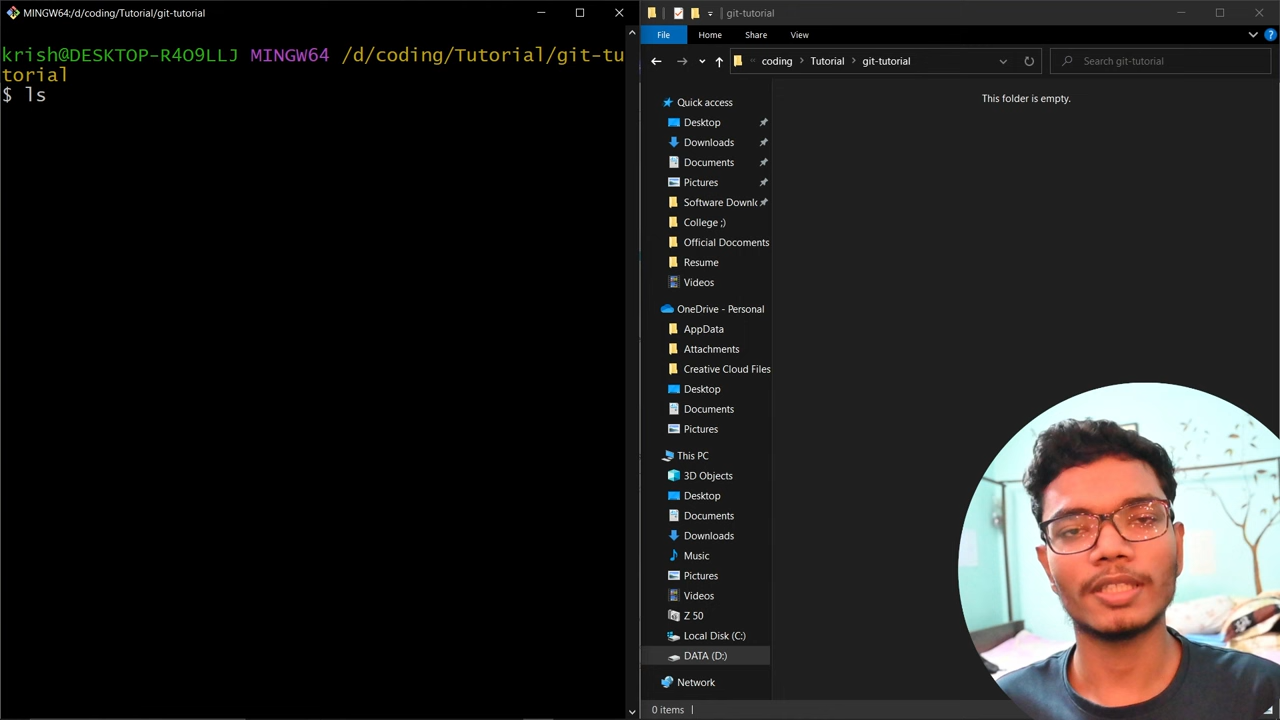 MINGW64:/d/coding/Tutorial/git-tutorial
krish@DESKTOP-R4O9LLJ MINGW64 /d/coding/Tutorial/git-tu
torial
$ ls
git-tutorial
File Home Share View
coding Tutorial git-tutorial
Search git-tutorial
This folder is empty.
Quick access
Desktop
Downloads
Documents
Pictures
Software Downlo
College ;)
Official Docoments
Resume
Videos
OneDrive - Personal
AppData
Attachments
Creative Cloud Files
Desktop
Documents
Pictures
This PC
3D Objects
Desktop
Documents
Downloads
Music
Pictures
Videos
Z 50
Local Disk (C:)
DATA (D:)
Network
0 items